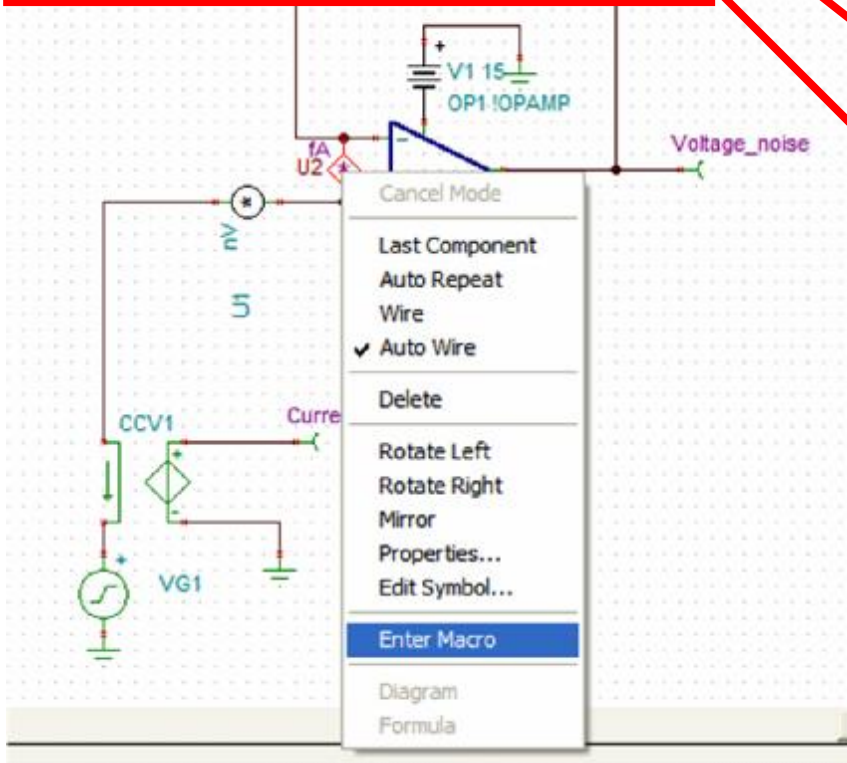 +
V1 15
OP1 !OPAMP
Voltage_noise
fA
U2
Cancel Mode
nV
Last Component
Auto Repeat
U1
Wire
Auto Wire
Delete
CCV1
Curre
Rotate Left
Rotate Right
Mirror
Properties...
VG1
Edit Symbol...
Enter Macro
Diagram
Formula